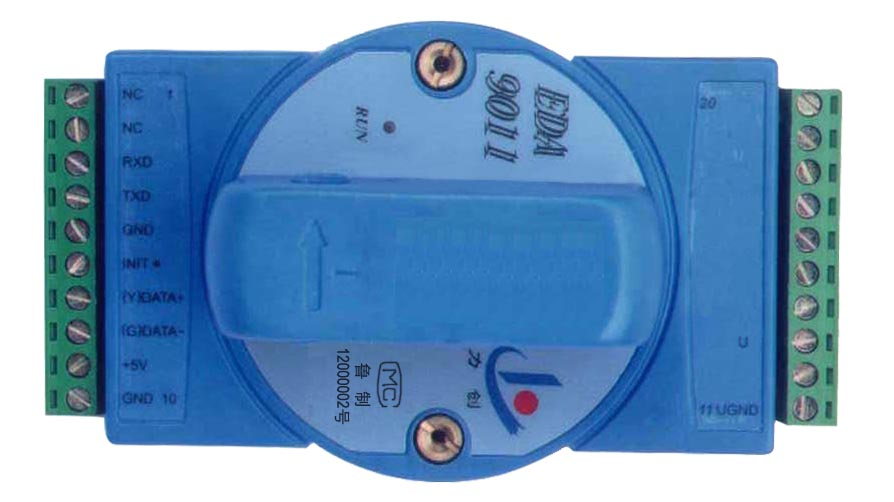 NC 1
NC
RXD
TXD
GND
INIT *
(Y)DATA+
(G)DATA-
+5V
GND 10
EDA
9011
RUN
I
MC
鲁制
12000002号
力创
20
U
U
11 UGND